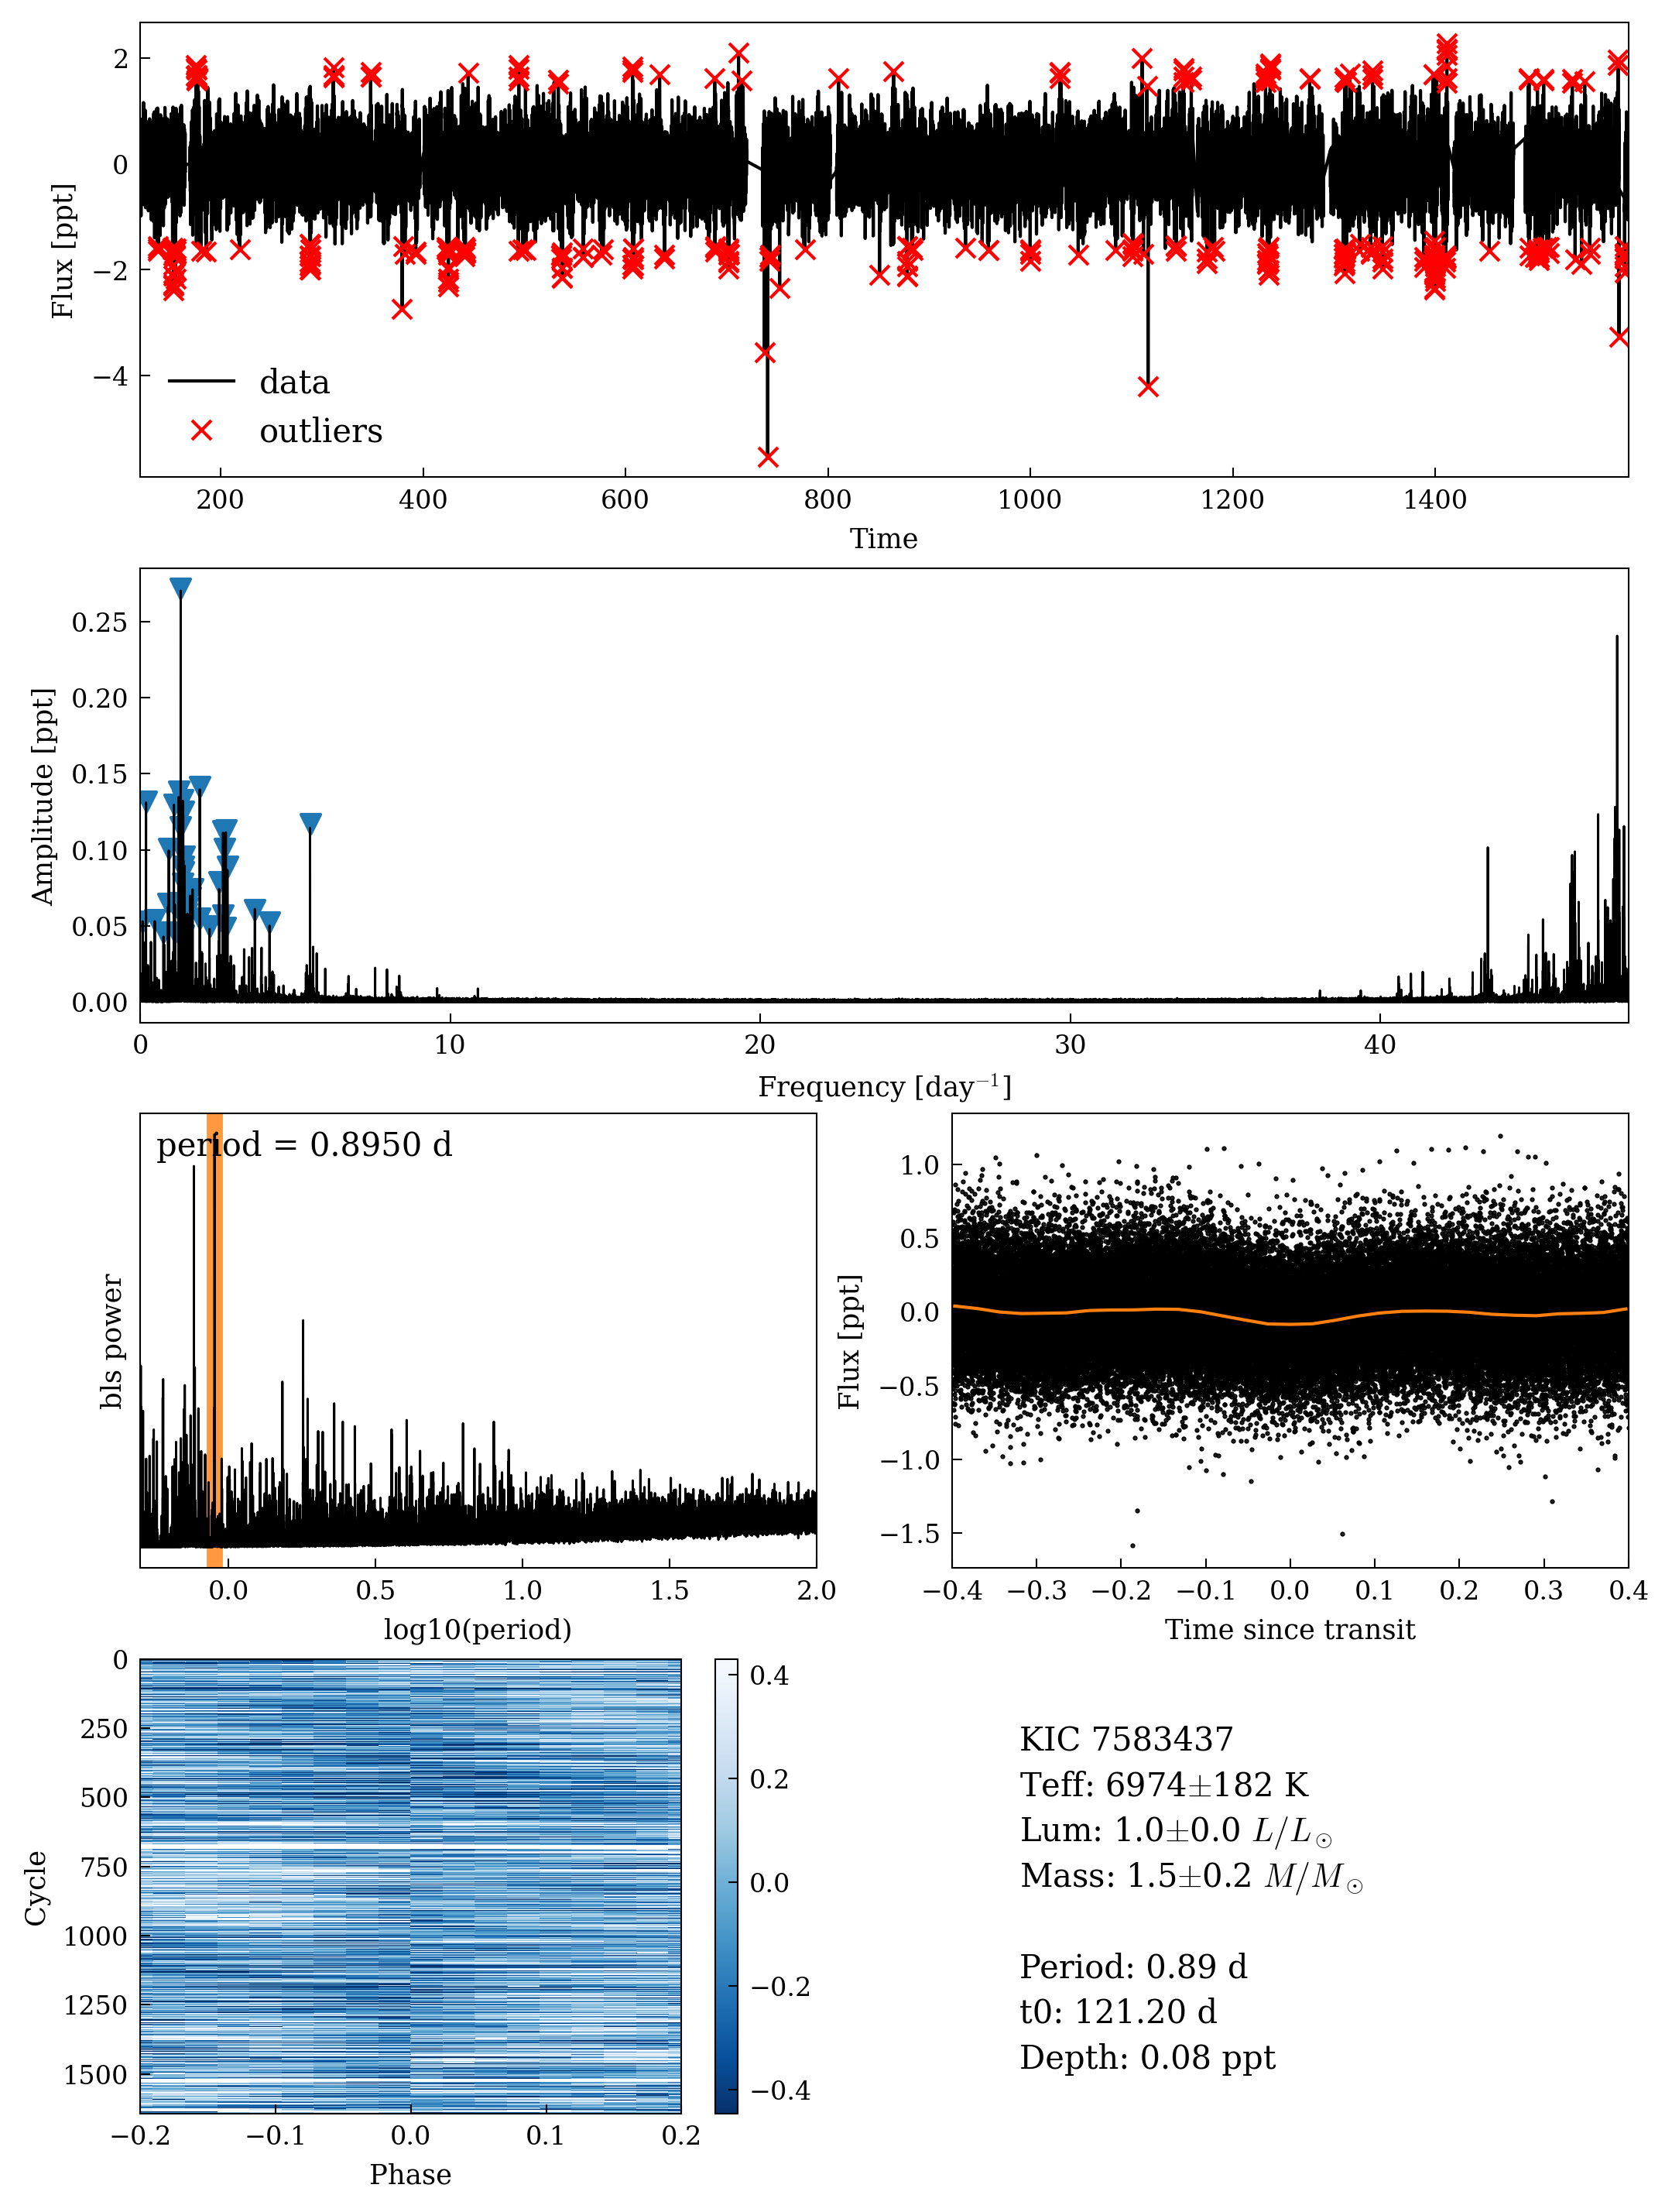 2
0
−2
−4
Flux [ppt]
data
outliers
200 400 600 800 1000 1200 1400
Time
0.25
0.20
0.15
0.10
0.05
0.00
Amplitude [ppt]
0 10 20 30 40
Frequency [day⁻¹]
period = 0.8950 d
bls power
0.0 0.5 1.0 1.5 2.0
log10(period)
1.0
0.5
0.0
−0.5
−1.0
−1.5
Flux [ppt]
−0.4 −0.3 −0.2 −0.1 0.0 0.1 0.2 0.3 0.4
Time since transit
0
250
500
750
1000
1250
1500
Cycle
−0.2 −0.1 0.0 0.1 0.2
Phase
0.4
0.2
0.0
−0.2
−0.4
KIC 7583437
Teff: 6974±182 K
Lum: 1.0±0.0 L/L☉
Mass: 1.5±0.2 M/M☉
Period: 0.89 d
t0: 121.20 d
Depth: 0.08 ppt